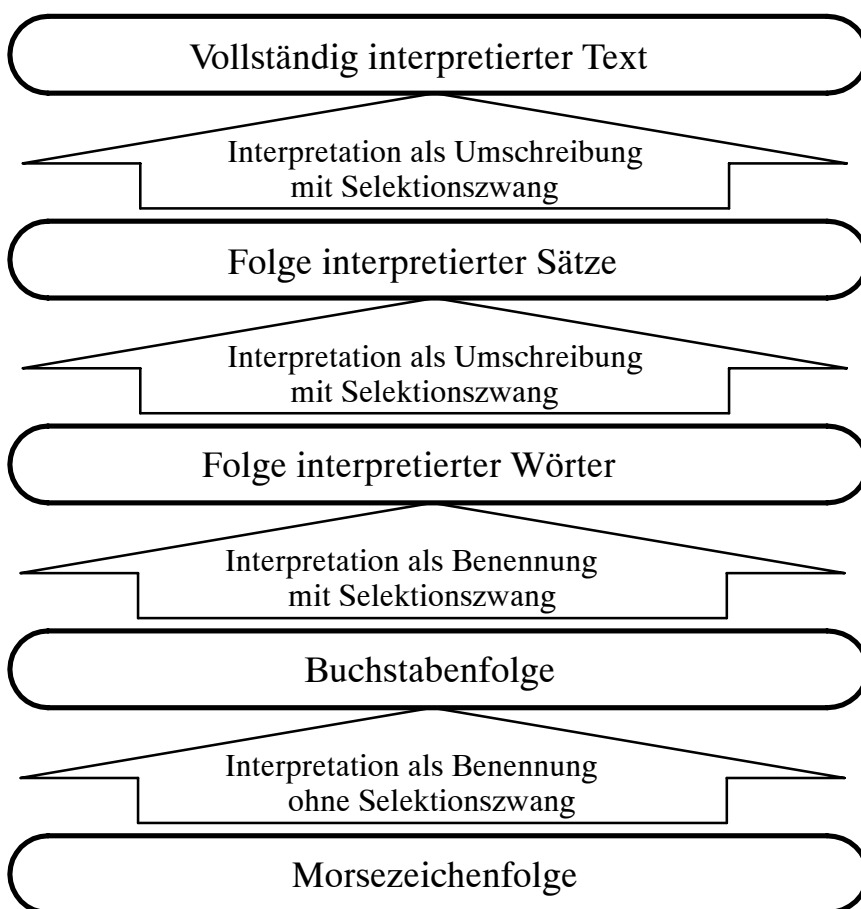 Vollständig interpretierter Text
Interpretation als Umschreibung
mit Selektionszwang
Folge interpretierter Sätze
Interpretation als Umschreibung
mit Selektionszwang
Folge interpretierter Wörter
Interpretation als Benennung
mit Selektionszwang
Buchstabenfolge
Interpretation als Benennung
ohne Selektionszwang
Morsezeichenfolge